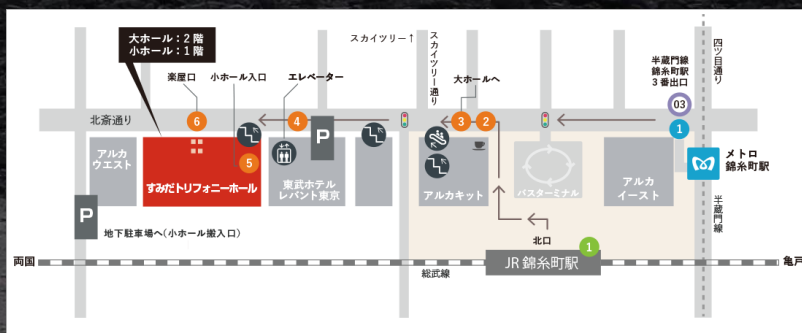 大ホール：2階
小ホール：1階
スカイツリー↑
スカイツリー通り
四ツ目通り
半蔵門線
錦糸町駅
3番出口
03
楽屋口
小ホール入口
エレベーター
大ホールへ
北斎通り
6
4
3
2
1
P
5
アルカ
ウエスト
すみだトリフォニーホール
東武ホテル
レバント東京
アルカキット
バスターミナル
アルカ
イースト
メトロ
錦糸町駅
P
地下駐車場へ(小ホール搬入口)
北口
1
半蔵門線
両国
総武線
JR 錦糸町駅
亀戸